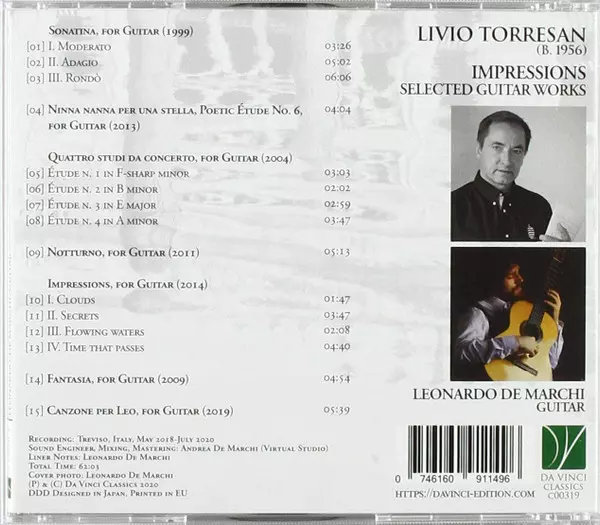 Sonatina, for Guitar (1999)
[01] I. Moderato 03:26
[02] II. Adagio 05:02
[03] III. Rondò 06:06
[04] Ninna nanna per una stella, Poetic Étude No. 6, for Guitar (2013) 04:04
Quattro studi da concerto, for Guitar (2004)
[05] Étude n. 1 in F-sharp minor 03:03
[06] Étude n. 2 in B minor 02:02
[07] Étude n. 3 in E major 02:59
[08] Étude n. 4 in A minor 03:47
[09] Notturno, for Guitar (2011) 05:13
Impressions, for Guitar (2014)
[10] I. Clouds 01:47
[11] II. Secrets 03:47
[12] III. Flowing waters 02:08
[13] IV. Time that passes 04:40
[14] Fantasia, for Guitar (2009) 04:54
[15] Canzone per Leo, for Guitar (2019) 05:39
Recording: Treviso, Italy, May 2018-July 2020
Sound Engineer, Mixing, Mastering: Andrea De Marchi (Virtual Studio)
Liner Notes: Leonardo De Marchi
Total Time: 62:03
Cover photo: Leonardo De Marchi
(P) & (C) Da Vinci Classics 2020
DDD Designed in Japan, Printed in EU
LIVIO TORRESAN
(B. 1956)
IMPRESSIONS
SELECTED GUITAR WORKS
LEONARDO DE MARCHI
GUITAR
0 746160 911496
HTTPS://DAVINCI-EDITION.COM
DV
DA VINCI
CLASSICS
C00319